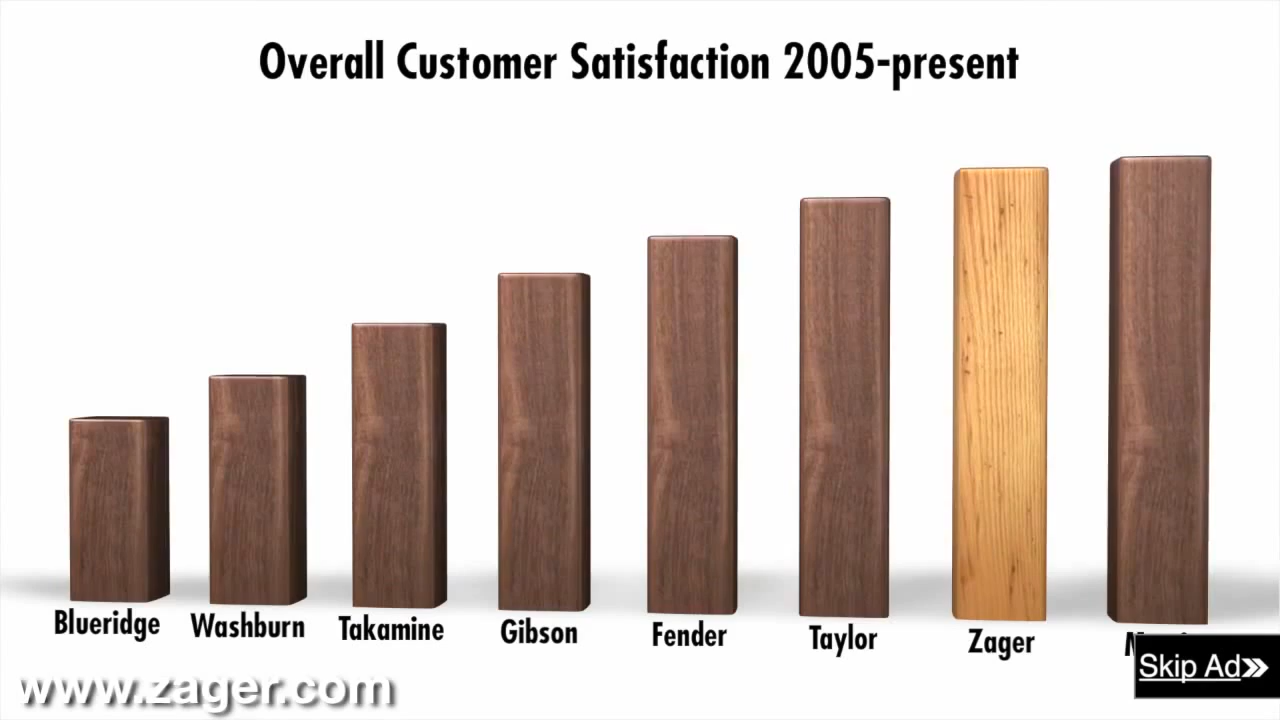 Overall Customer Satisfaction 2005-present
Blueridge Washburn Takamine Gibson Fender Taylor Zager
Skip Ad
www.zager.com